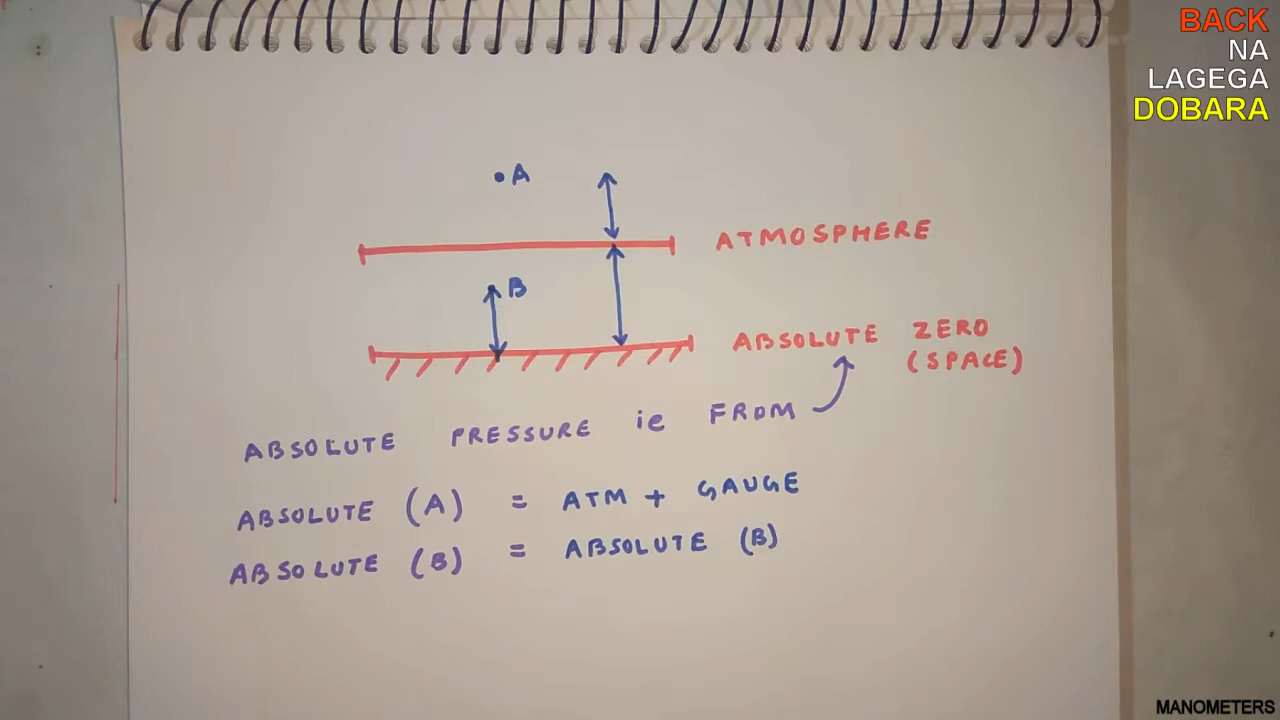 BACK
NA
LAGEGA
DOBARA
A
ATMOSPHERE
B
ABSOLUTE ZERO
(SPACE)
ABSOLUTE PRESSURE ie FROM
ABSOLUTE (A) = ATM + GAUGE
ABSOLUTE (B) = ABSOLUTE (B)
MANOMETERS